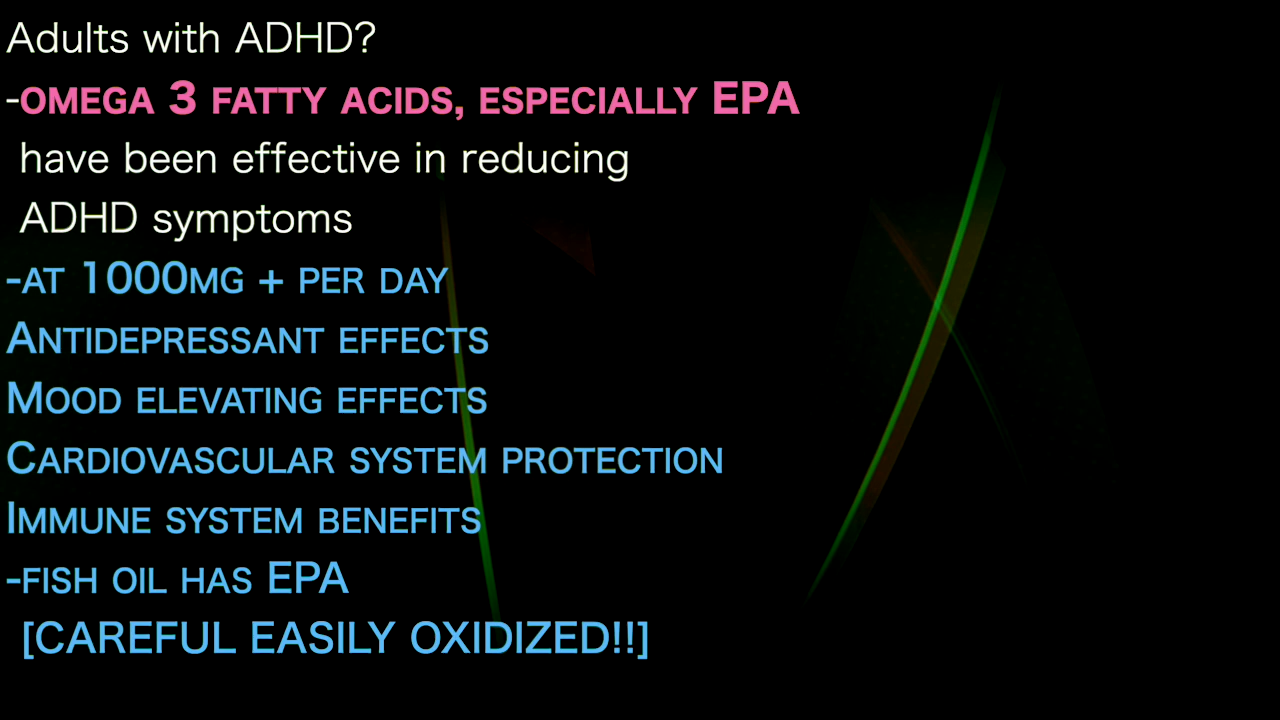 Adults with ADHD?
-OMEGA 3 FATTY ACIDS, ESPECIALLY EPA
have been effective in reducing
ADHD symptoms
-AT 1000MG + PER DAY
ANTIDEPRESSANT EFFECTS
MOOD ELEVATING EFFECTS
CARDIOVASCULAR SYSTEM PROTECTION
IMMUNE SYSTEM BENEFITS
-FISH OIL HAS EPA
[CAREFUL EASILY OXIDIZED!!]